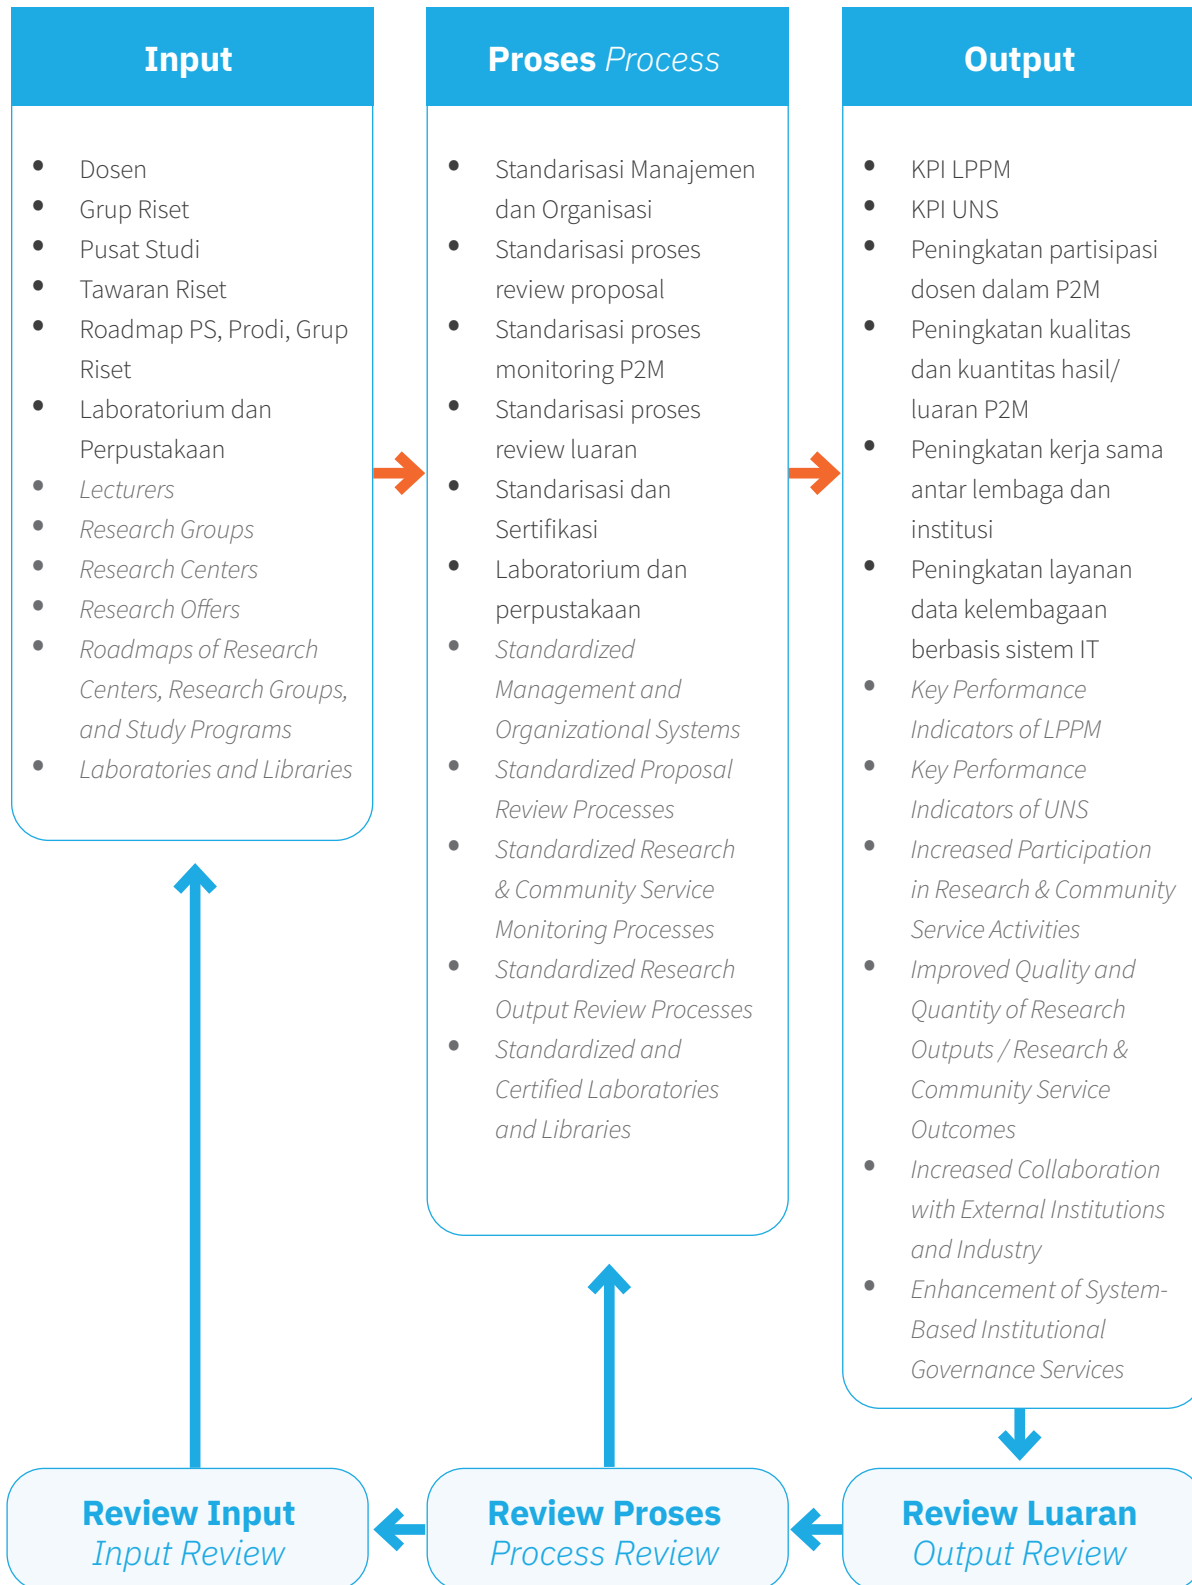 Input
Dosen
Grup Riset
Pusat Studi
Tawaran Riset
Roadmap PS, Prodi, Grup
Riset
Laboratorium dan
Perpustakaan
Lecturers
Research Groups
Research Centers
Research Offers
Roadmaps of Research
Centers, Research Groups,
and Study Programs
Laboratories and Libraries
Proses Process
Standarisasi Manajemen
dan Organisasi
Standarisasi proses
review proposal
Standarisasi proses
monitoring P2M
Standarisasi proses
review luaran
Standarisasi dan
Sertifikasi
Laboratorium dan
perpustakaan
Standardized
Management and
Organizational Systems
Standardized Proposal
Review Processes
Standardized Research
& Community Service
Monitoring Processes
Standardized Research
Output Review Processes
Standardized and
Certified Laboratories
and Libraries
Output
KPI LPPM
KPI UNS
Peningkatan partisipasi
dosen dalam P2M
Peningkatan kualitas
dan kuantitas hasil/
luaran P2M
Peningkatan kerja sama
antar lembaga dan
institusi
Peningkatan layanan
data kelembagaan
berbasis sistem IT
Key Performance
Indicators of LPPM
Key Performance
Indicators of UNS
Increased Participation
in Research & Community
Service Activities
Improved Quality and
Quantity of Research
Outputs / Research &
Community Service
Outcomes
Increased Collaboration
with External Institutions
and Industry
Enhancement of System-
Based Institutional
Governance Services
Review Input
Input Review
Review Proses
Process Review
Review Luaran
Output Review